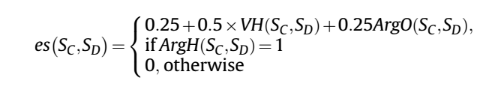 es(S_C,S_D) = { 0.25+0.5×VH(S_C,S_D)+0.25ArgO(S_C,S_D),
if ArgH(S_C,S_D)=1
0, otherwise